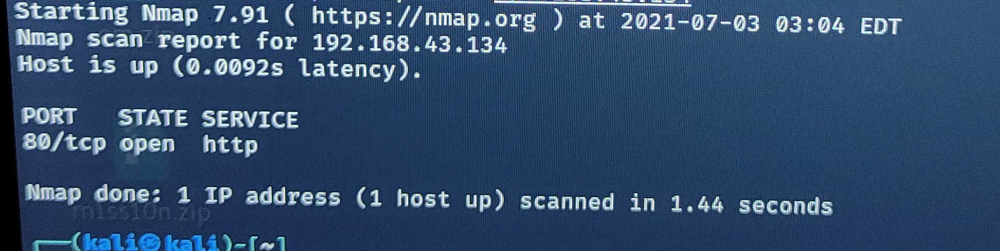 Starting Nmap 7.91 ( https://nmap.org ) at 2021-07-03 03:04 EDT
Nmap scan report for 192.168.43.134
Host is up (0.0092s latency).
PORT   STATE SERVICE
80/tcp open  http
Nmap done: 1 IP address (1 host up) scanned in 1.44 seconds
m1ss10n.zip
(kali㉿kali)-[~]